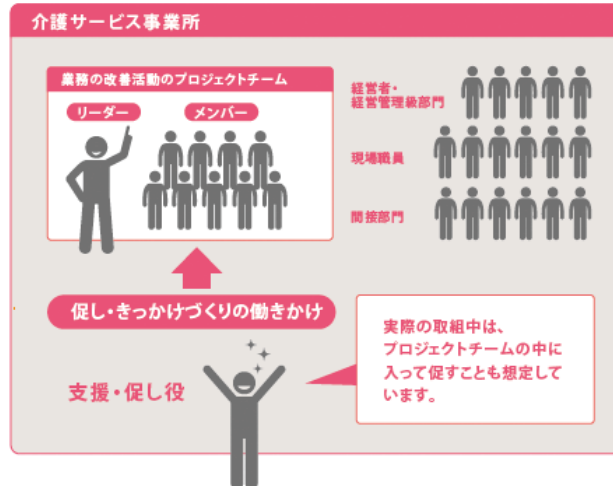 介護サービス事業所
業務の改善活動のプロジェクトチーム
リーダー
メンバー
経営者・
経営管理級部門
現場職員
間接部門
促し・きっかけづくりの働きかけ
支援・促し役
実際の取組中は、
プロジェクトチームの中に
入って促すことも想定して
います。